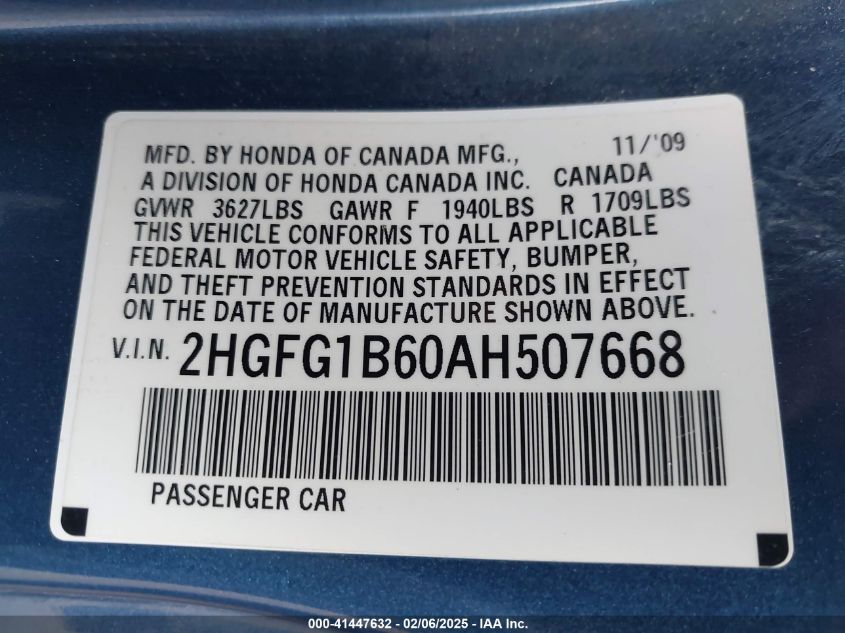 11/'09
MFD. BY HONDA OF CANADA MFG.,
A DIVISION OF HONDA CANADA INC. CANADA
GVWR 3627LBS GAWR F 1940LBS R 1709LBS
THIS VEHICLE CONFORMS TO ALL APPLICABLE
FEDERAL MOTOR VEHICLE SAFETY, BUMPER,
AND THEFT PREVENTION STANDARDS IN EFFECT
ON THE DATE OF MANUFACTURE SHOWN ABOVE.
V.I.N. 2HGFG1B60AH507668
PASSENGER CAR
000-41447632 - 02/06/2025 - IAA Inc.